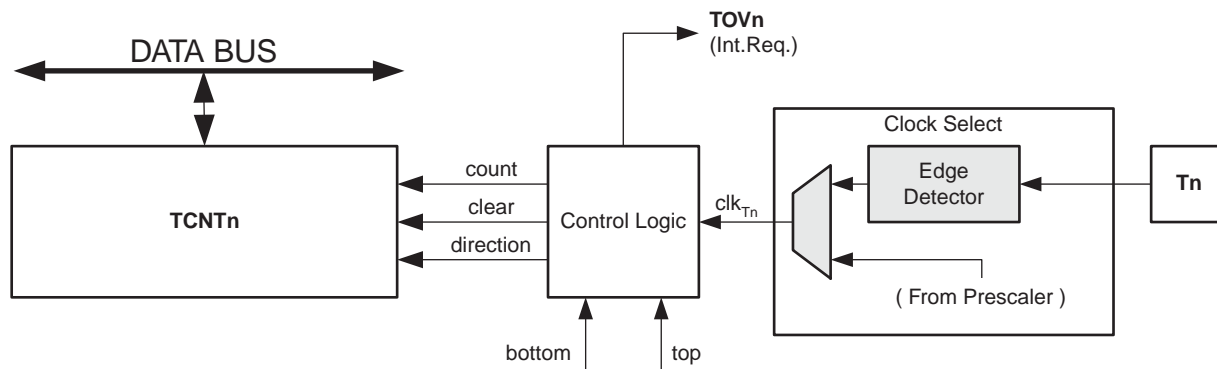 TOVn
(Int.Req.)
DATA BUS
Clock Select
count
Edge
Detector
Tn
TCNTn
clear
Control Logic
clkTn
direction
( From Prescaler )
bottom
top